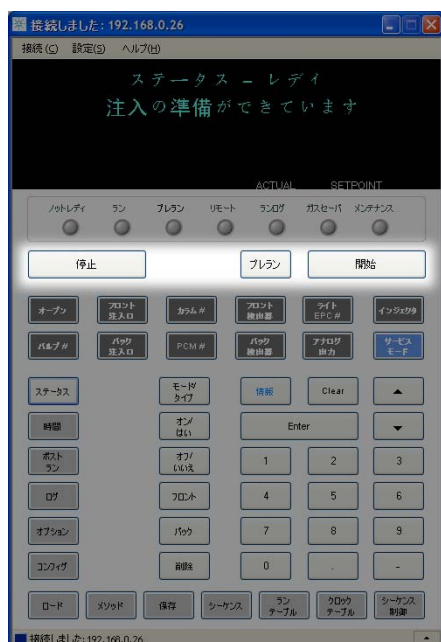 接続しました: 192.168.0.26
接続(C) 設定(S) ヘルプ(H)
ステータス - レディ
注入の準備ができています
ACTUAL SETPOINT
ノットレディ ラン プレラン リモート ランログ ガスセーバ メンテナンス
停止 プレラン 開始
オーブン フロント注入口 カラム# フロント検出器 ライトEPC# インジェクタ
バルブ# バック注入口 PCM# バック検出器 アナログ出力 サービスモード
ステータス モード/タイプ 情報 Clear ▲
時間 オン/はい Enter ▼
ポストラン オフ/いいえ 1 2 3
ログ フロント 4 5 6
オプション バック 7 8 9
コンフィグ 削除 0 . -
ロード メソッド 保存 シーケンス ランテーブル クロックテーブル シーケンス制御
接続しました: 192.168.0.26